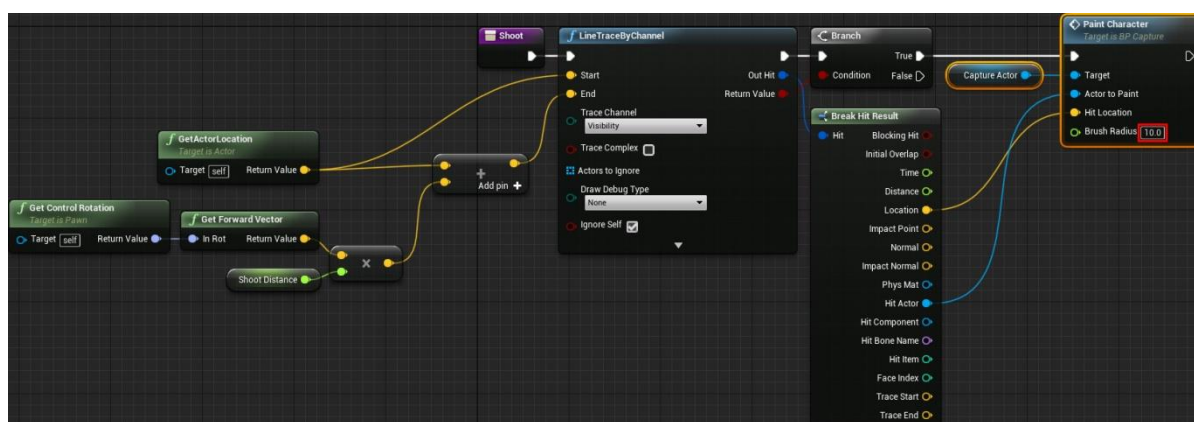 Shoot
f LineTraceByChannel
Start
Out Hit
End
Return Value
Trace Channel
Visibility
Trace Complex
Actors to Ignore
Draw Debug Type
None
Ignore Self
Branch
True
Condition
False
Capture Actor
Paint Character
Target is BP Capture
Target
Actor to Paint
Hit Location
Brush Radius 10.0
Break Hit Result
Hit
Blocking Hit
Initial Overlap
Time
Distance
Location
Impact Point
Normal
Impact Normal
Phys Mat
Hit Actor
Hit Component
Hit Bone Name
Hit Item
Face Index
Trace Start
Trace End
f GetActorLocation
Target is Actor
Target self
Return Value
+
Add pin +
f Get Control Rotation
Target is Pawn
Target self
Return Value
f Get Forward Vector
In Rot
Return Value
Shoot Distance
×